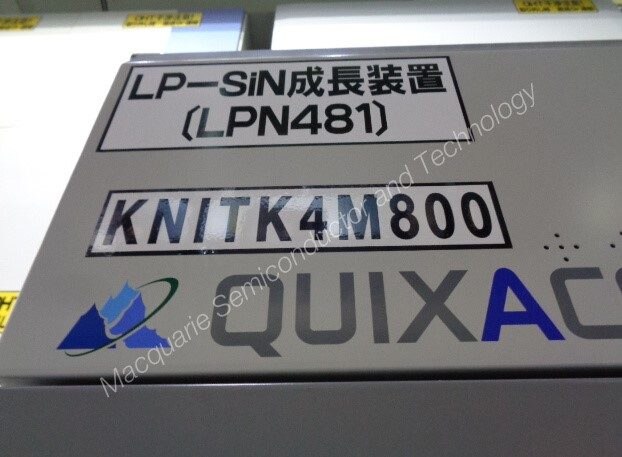 LP-SiN成長装置
(LPN481)
KNITK4M800
QUIXAC
Macquarie Semiconductor and Technology